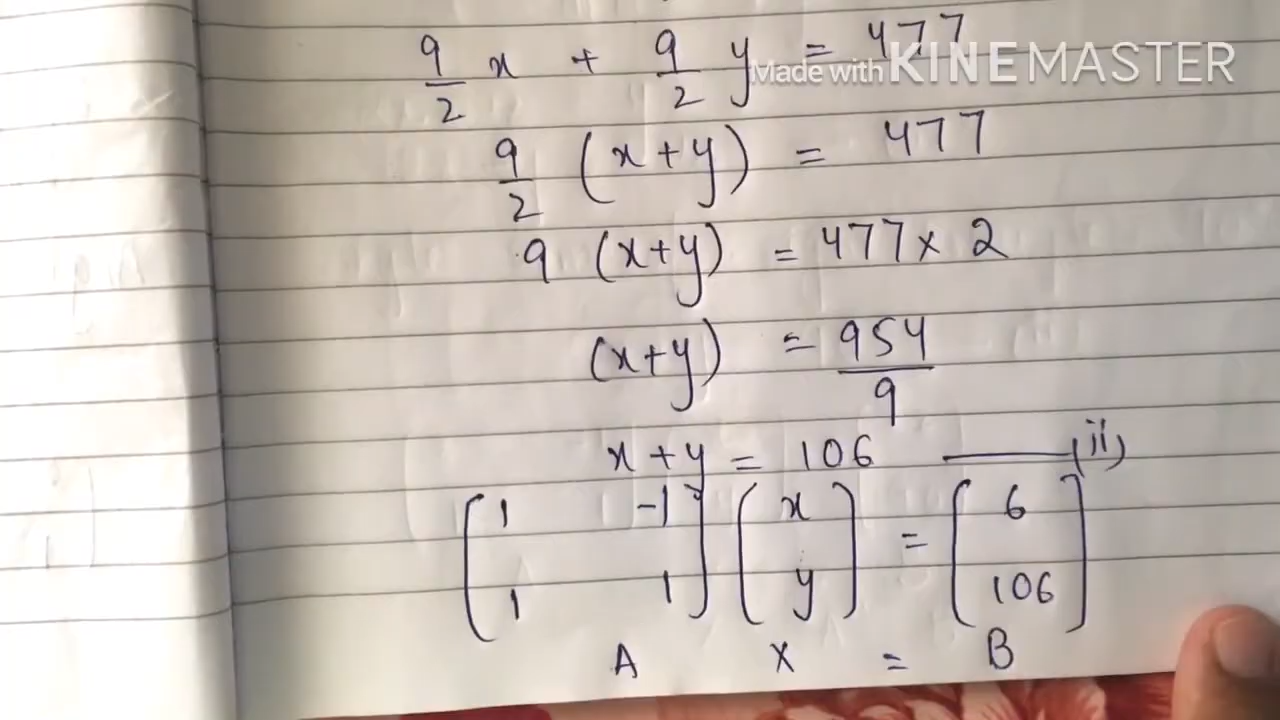 9/2 x + 9/2 y = 477
Made with KINEMASTER
9/2 (x+y) = 477
9 (x+y) = 477 × 2
(x+y) = 954/9
x + y = 106 ——— (ii)
[1 -1] [x] = [6]
[1 1] [y] [106]
A X = B